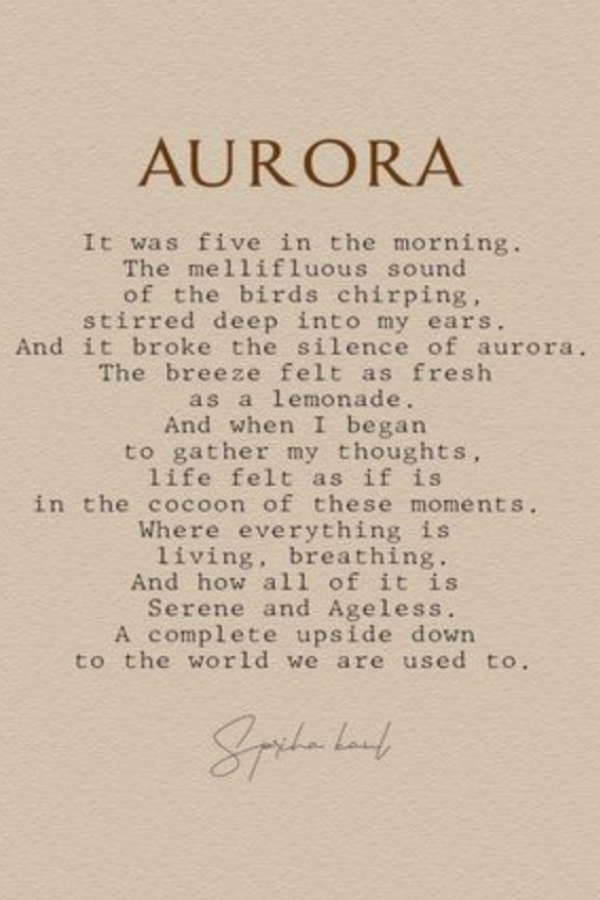 AURORA
It was five in the morning.
The mellifluous sound
of the birds chirping,
stirred deep into my ears.
And it broke the silence of aurora.
The breeze felt as fresh
as a lemonade.
And when I began
to gather my thoughts,
life felt as if is
in the cocoon of these moments.
Where everything is
living, breathing.
And how all of it is
Serene and Ageless.
A complete upside down
to the world we are used to.